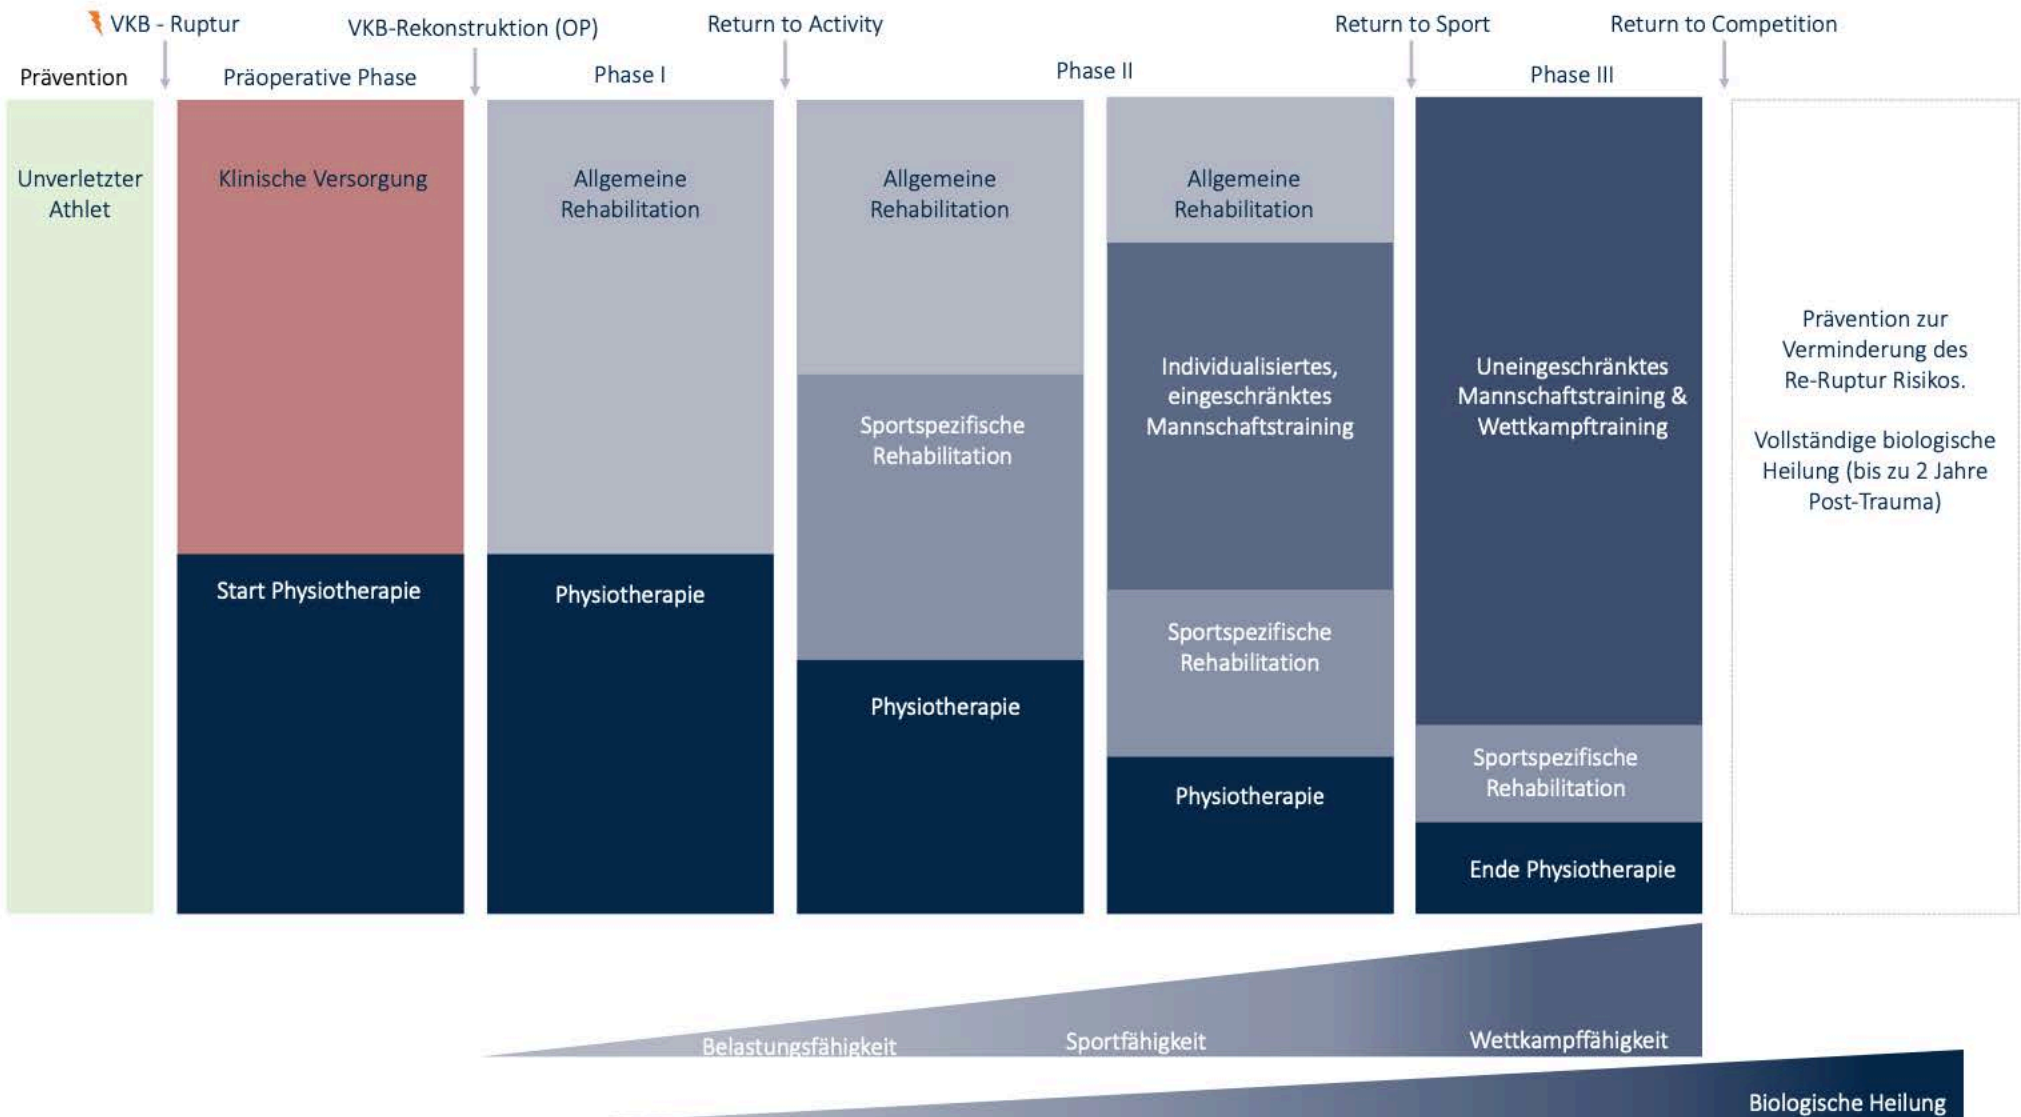 VKB - Ruptur
VKB-Rekonstruktion (OP)
Return to Activity
Return to Sport
Return to Competition
Prävention
Präoperative Phase
Phase I
Phase II
Phase III
Unverletzter
Athlet
Klinische Versorgung
Start Physiotherapie
Allgemeine
Rehabilitation
Physiotherapie
Allgemeine
Rehabilitation
Sportspezifische
Rehabilitation
Physiotherapie
Allgemeine
Rehabilitation
Individualisiertes,
eingeschränktes
Mannschaftstraining
Sportspezifische
Rehabilitation
Physiotherapie
Uneingeschränktes
Mannschaftstraining &
Wettkampftraining
Sportspezifische
Rehabilitation
Ende Physiotherapie
Prävention zur
Verminderung des
Re-Ruptur Risikos.
Vollständige biologische
Heilung (bis zu 2 Jahre
Post-Trauma)
Belastungsfähigkeit
Sportfähigkeit
Wettkampffähigkeit
Biologische Heilung